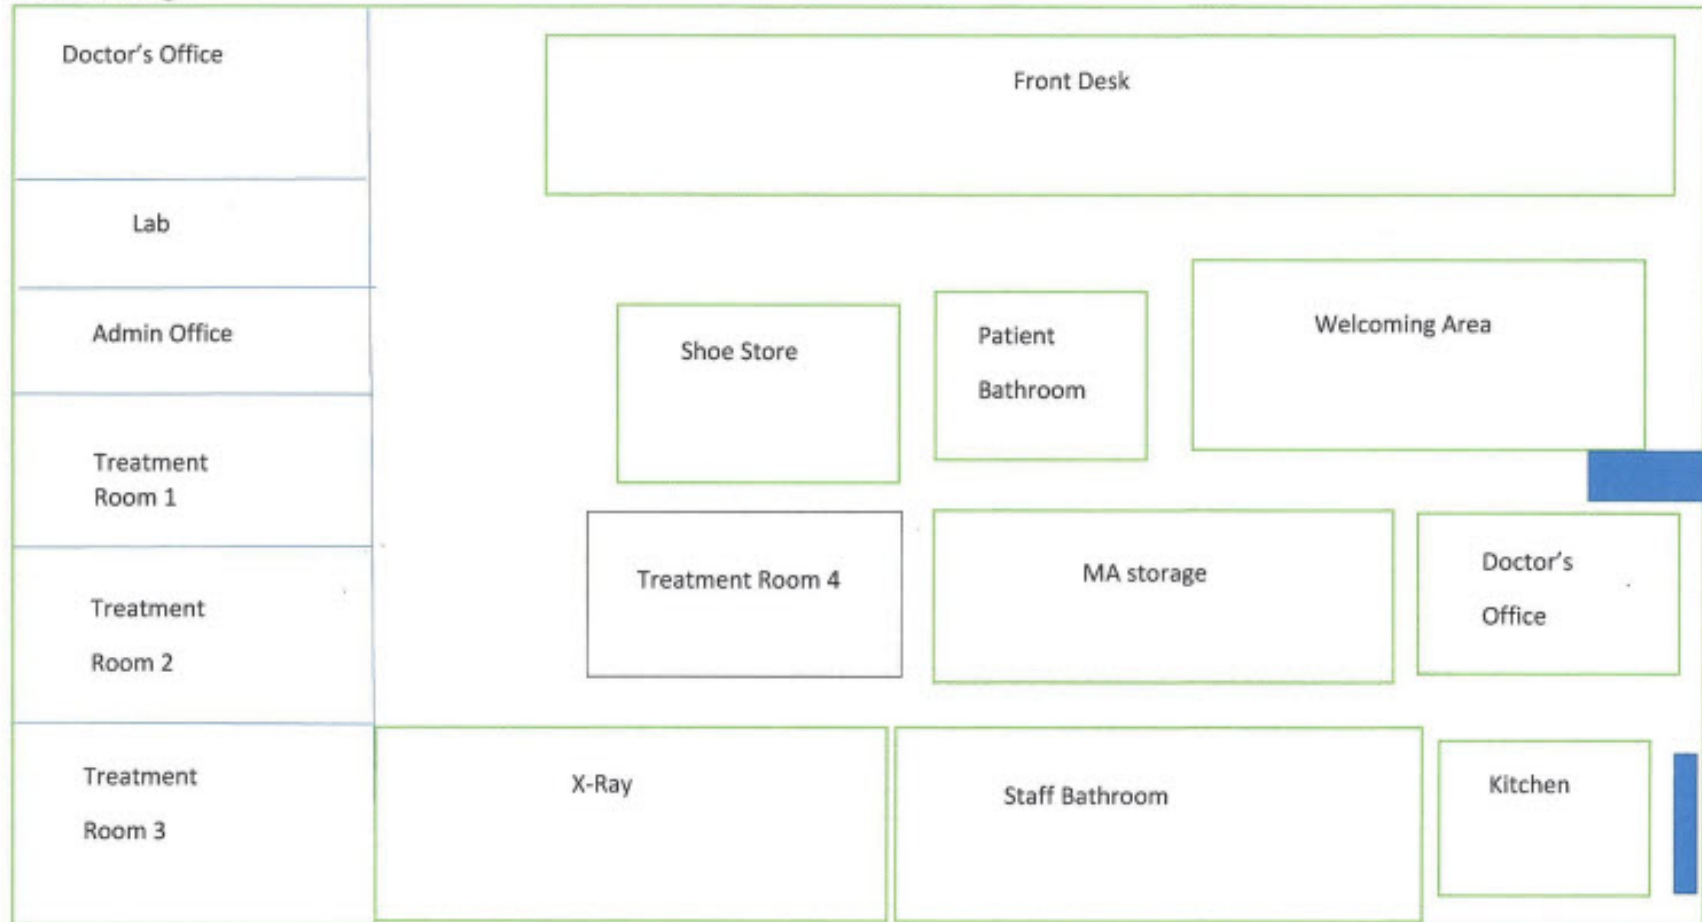 Doctor's Office
Front Desk
Lab
Admin Office
Shoe Store
Patient
Bathroom
Welcoming Area
Treatment
Room 1
Treatment Room 4
MA storage
Doctor's
Office
Treatment
Room 2
Treatment
Room 3
X-Ray
Staff Bathroom
Kitchen